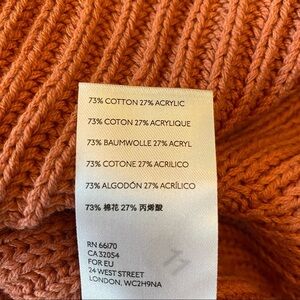 73% COTTON 27% ACRYLIC
73% COTON 27% ACRYLIQUE
73% BAUMWOLLE 27% ACRYL
73% COTONE 27% ACRILICO
73% ALGODÓN 27% ACRÍLICO
73% 棉花 27% 丙烯酸
RN 66170
CA 32054
FOR EU
24 WEST STREET
LONDON, WC2H9NA